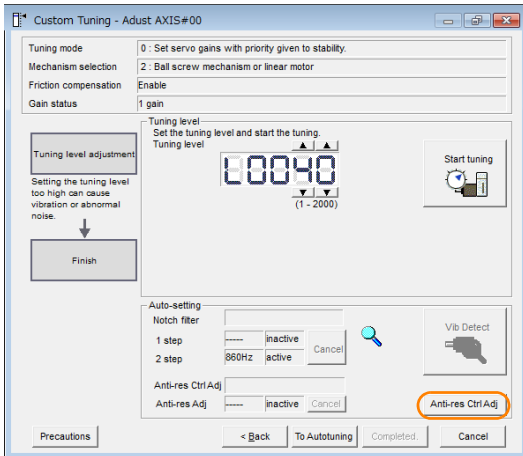 Custom Tuning - Adust AXIS#00
Tuning mode
0 : Set servo gains with priority given to stability.
Mechanism selection
2 : Ball screw mechanism or linear motor
Friction compensation
Enable
Gain status
1 gain
Tuning level adjustment
Setting the tuning level
too high can cause
vibration or abnormal
noise.
Finish
Tuning level
Set the tuning level and start the tuning.
Tuning level
L0040
(1 - 2000)
Start tuning
Auto-setting
Notch filter
1 step
-----
inactive
2 step
860Hz
active
Cancel
Anti-res Ctrl Adj
Anti-res Adj
-----
inactive
Cancel
Vib Detect
Anti-res Ctrl Adj
Precautions
< Back
To Autotuning
Completed.
Cancel